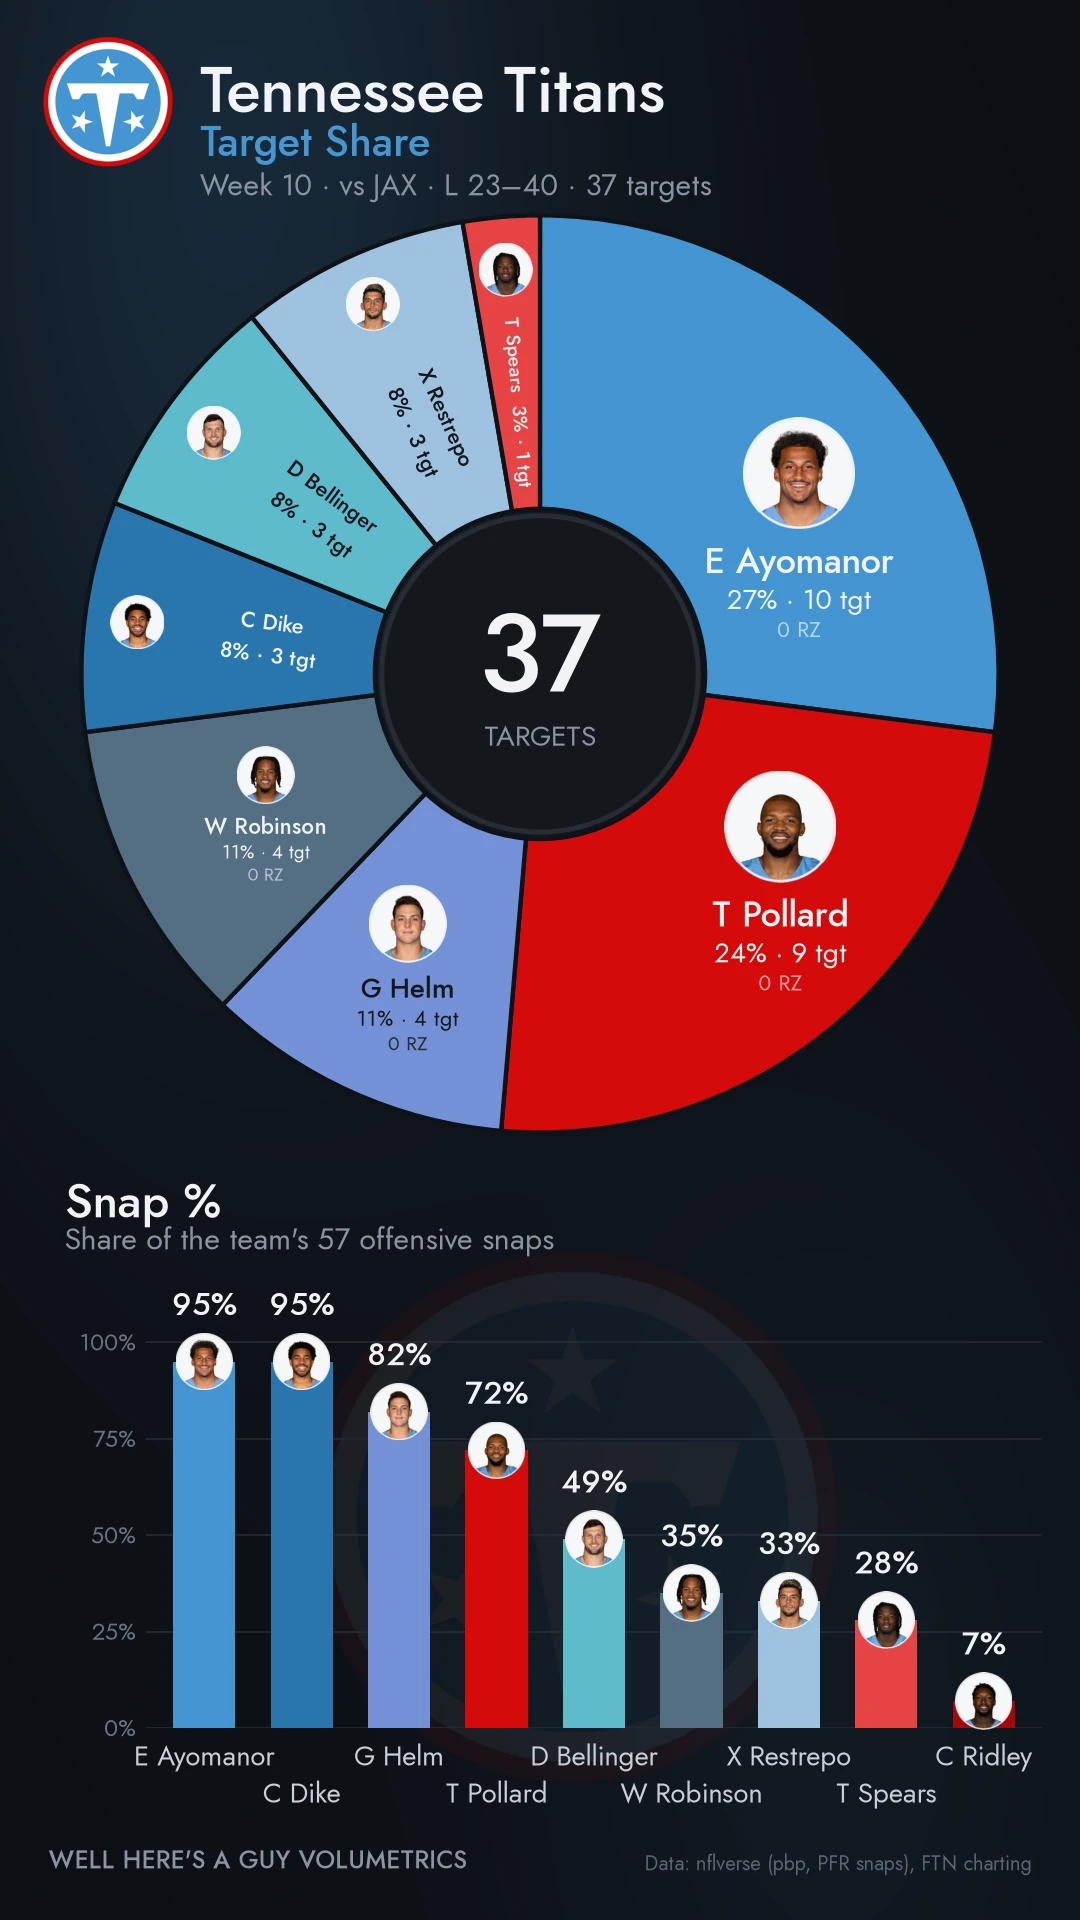 Tennessee Titans
Target Share
Week 10 · vs JAX · L 23–40 · 37 targets
T Spears 3% · 1 tgt
X Restrepo
8% · 3 tgt
D Bellinger
8% · 3 tgt
E Ayomanor
27% · 10 tgt
0 RZ
C Dike
8% · 3 tgt
37
TARGETS
W Robinson
11% · 4 tgt
0 RZ
T Pollard
24% · 9 tgt
0 RZ
G Helm
11% · 4 tgt
0 RZ
Snap %
Share of the team's 57 offensive snaps
95% 95% 82% 72% 49% 35% 33% 28% 7%
100%
75%
50%
25%
0%
E Ayomanor G Helm D Bellinger X Restrepo C Ridley
C Dike T Pollard W Robinson T Spears
WELL HERE'S A GUY VOLUMETRICS
Data: nflverse (pbp, PFR snaps), FTN charting